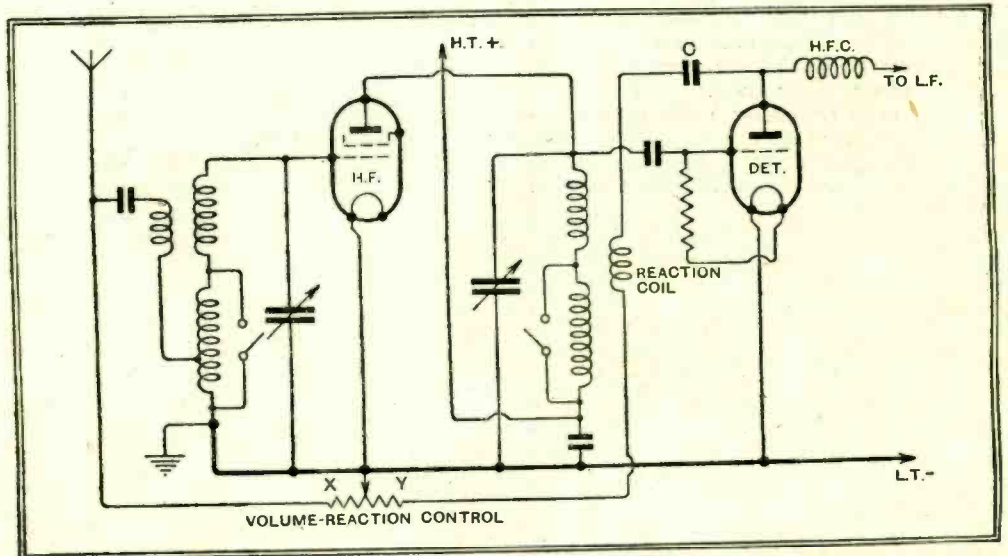 H.T.+.
C
H.F.C.
TO L.F.
H.F.
DET.
REACTION
COIL
X
Y
L.T.-
VOLUME-REACTION CONTROL